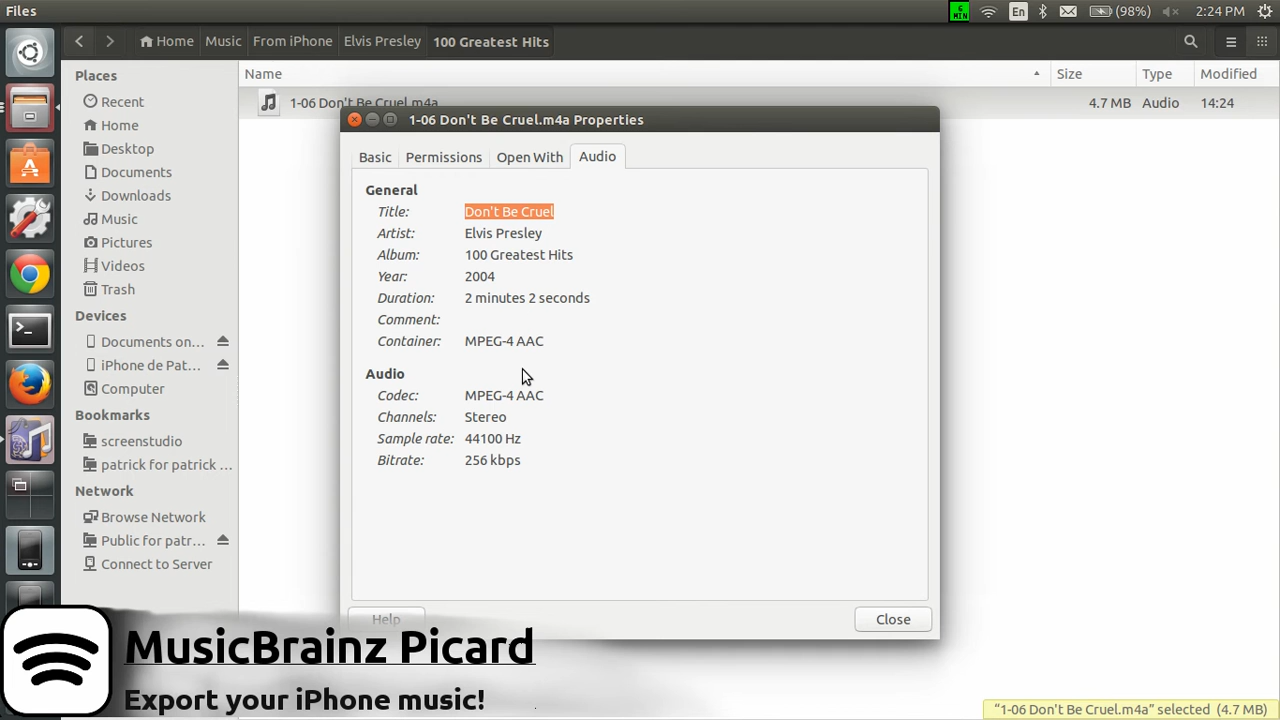 Files
6 MIN
En
(98%)
2:24 PM
Home
Music
From iPhone
Elvis Presley
100 Greatest Hits
Places
Recent
Home
Desktop
Documents
Downloads
Music
Pictures
Videos
Trash
Devices
Documents on...
iPhone de Pat...
Computer
Bookmarks
screenstudio
patrick for patrick ...
Network
Browse Network
Public for patr...
Connect to Server
Name
Size
Type
Modified
1-06 Don't Be Cruel.m4a
4.7 MB
Audio
14:24
1-06 Don't Be Cruel.m4a Properties
Basic
Permissions
Open With
Audio
General
Title: Don't Be Cruel
Artist: Elvis Presley
Album: 100 Greatest Hits
Year: 2004
Duration: 2 minutes 2 seconds
Comment:
Container: MPEG-4 AAC
Audio
Codec: MPEG-4 AAC
Channels: Stereo
Sample rate: 44100 Hz
Bitrate: 256 kbps
Help
Close
MusicBrainz Picard
Export your iPhone music!
"1-06 Don't Be Cruel.m4a" selected (4.7 MB)